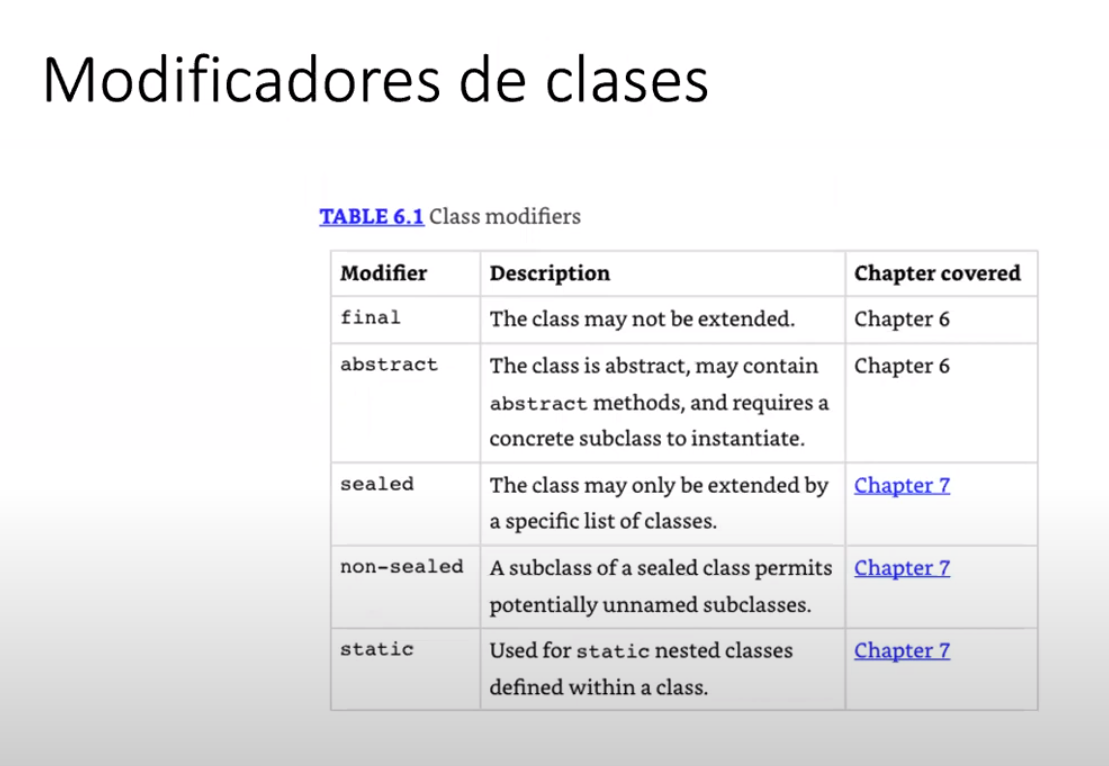 Modificadores de clases
TABLE 6.1 Class modifiers
Modifier Description Chapter covered
final The class may not be extended. Chapter 6
abstract The class is abstract, may contain Chapter 6
abstract methods, and requires a
concrete subclass to instantiate.
sealed The class may only be extended by Chapter 7
a specific list of classes.
non-sealed A subclass of a sealed class permits Chapter 7
potentially unnamed subclasses.
static Used for static nested classes Chapter 7
defined within a class.